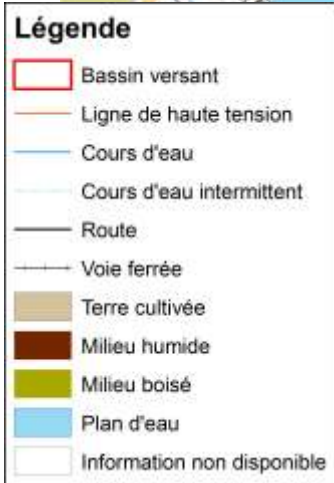 Légende
Bassin versant
Ligne de haute tension
Cours d'eau
Cours d'eau intermittent
Route
Voie ferrée
Terre cultivée
Milieu humide
Milieu boisé
Plan d'eau
Information non disponible